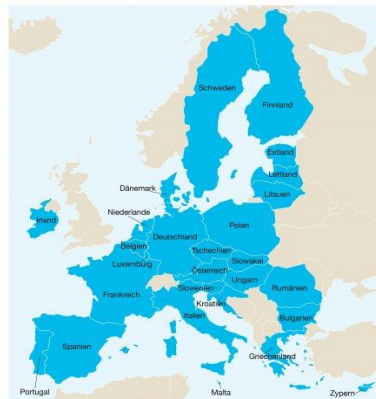 Schweden
Finnland
Estland
Lettland
Litauen
Dänemark
Irland
Niederlande
Polen
Deutschland
Belgien
Tschechien
Luxemburg
Slowakei
Österreich
Ungarn
Slowenien
Rumänien
Frankreich
Kroatien
Italien
Bulgarien
Spanien
Griechenland
Portugal
Malta
Zypern